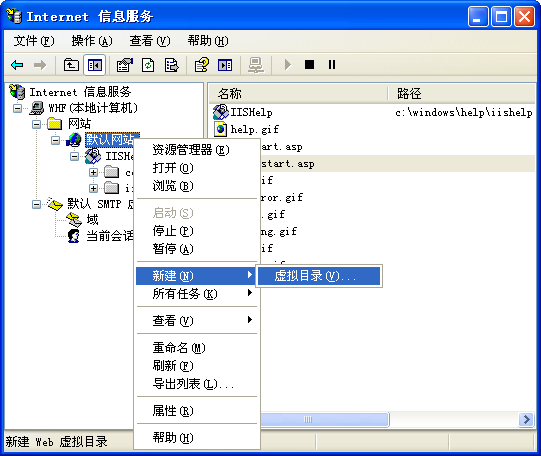 Internet 信息服务
文件(F) 操作(A) 查看(V) 帮助(H)
Internet 信息服务
WHF(本地计算机)
网站
默认网站
IISHe
默认 SMTP 虚
域
当前会话
名称 路径
IISHelp c:\windows\help\iishelp
help.gif
tart.asp
start.asp
if
ror.gif
.gif
ng.gif
if
资源管理器(E)
打开(O)
浏览(B)
启动(S)
停止(P)
暂停(A)
新建(N)
虚拟目录(V)...
所有任务(K)
查看(V)
重命名(M)
刷新(F)
导出列表(L)...
属性(R)
帮助(H)
新建 Web 虚拟目录